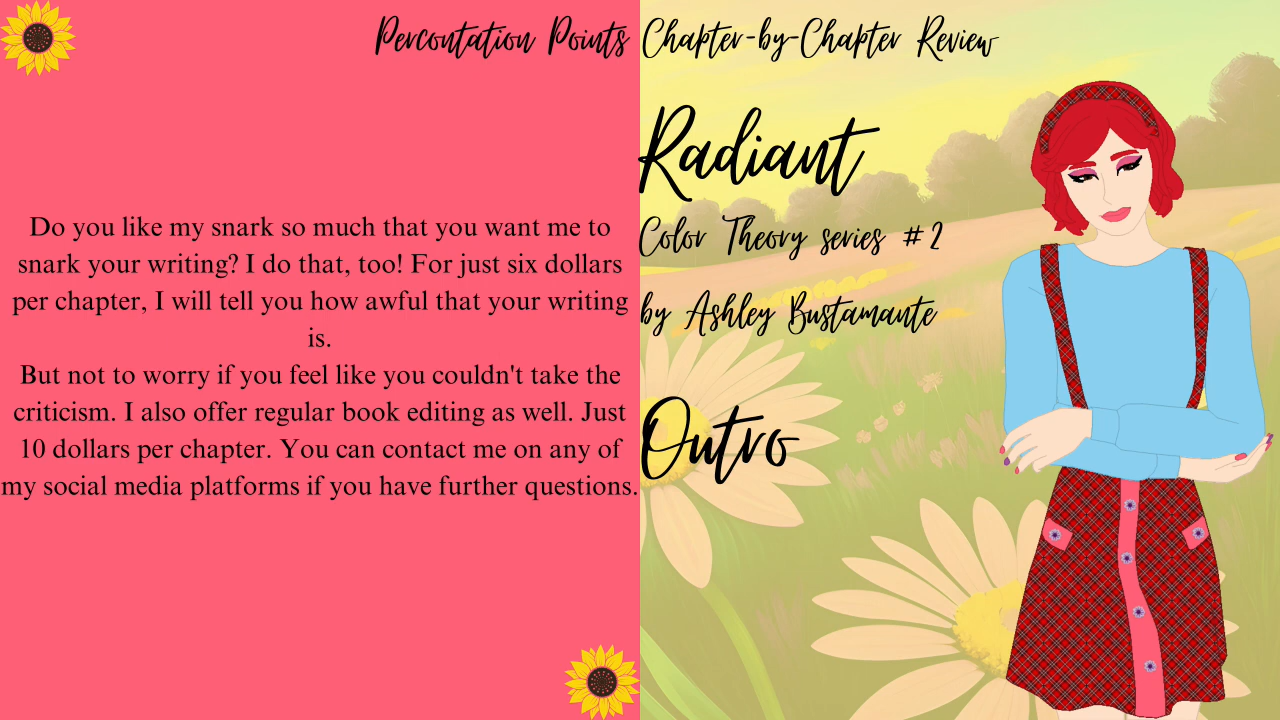 Percontation Points Chapter-by-Chapter Review
Do you like my snark so much that you want me to
snark your writing? I do that, too! For just six dollars
per chapter, I will tell you how awful that your writing
is.
But not to worry if you feel like you couldn't take the
criticism. I also offer regular book editing as well. Just
10 dollars per chapter. You can contact me on any of
my social media platforms if you have further questions.
Radiant
Color Theory series #2
by Ashley Bustamante
Outro